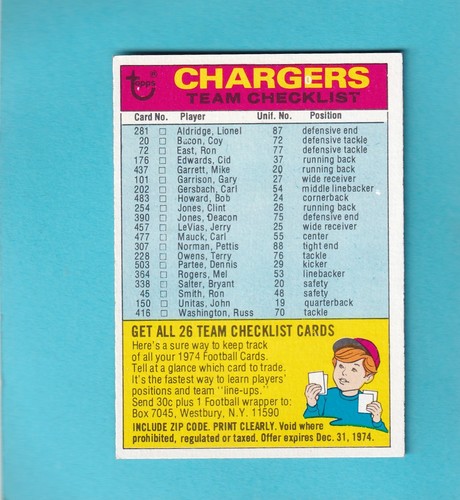 topps
CHARGERS
TEAM CHECKLIST
Card No. Player Unif. No. Position
281 Aldridge, Lionel 87 defensive end
20 Bacon, Coy 72 defensive tackle
72 East, Ron 77 defensive tackle
176 Edwards, Cid 37 running back
437 Garrett, Mike 20 running back
101 Garrison, Gary 27 wide receiver
202 Gersbach, Carl 54 middle linebacker
483 Howard, Bob 24 cornerback
254 Jones, Clint 26 running back
390 Jones, Deacon 75 defensive end
457 LeVias, Jerry 25 wide receiver
477 Mauck, Carl 55 center
307 Norman, Pettis 88 tight end
228 Owens, Terry 76 tackle
503 Partee, Dennis 29 kicker
364 Rogers, Mel 53 linebacker
338 Salter, Bryant 20 safety
45 Smith, Ron 48 safety
150 Unitas, John 19 quarterback
416 Washington, Russ 70 tackle
GET ALL 26 TEAM CHECKLIST CARDS
Here's a sure way to keep track
of all your 1974 Football Cards.
Tell at a glance which card to trade.
It's the fastest way to learn players'
positions and team "line-ups."
Send 30c plus 1 Football wrapper to:
Box 7045, Westbury, N.Y. 11590
INCLUDE ZIP CODE. PRINT CLEARLY. Void where
prohibited, regulated or taxed. Offer expires Dec. 31, 1974.